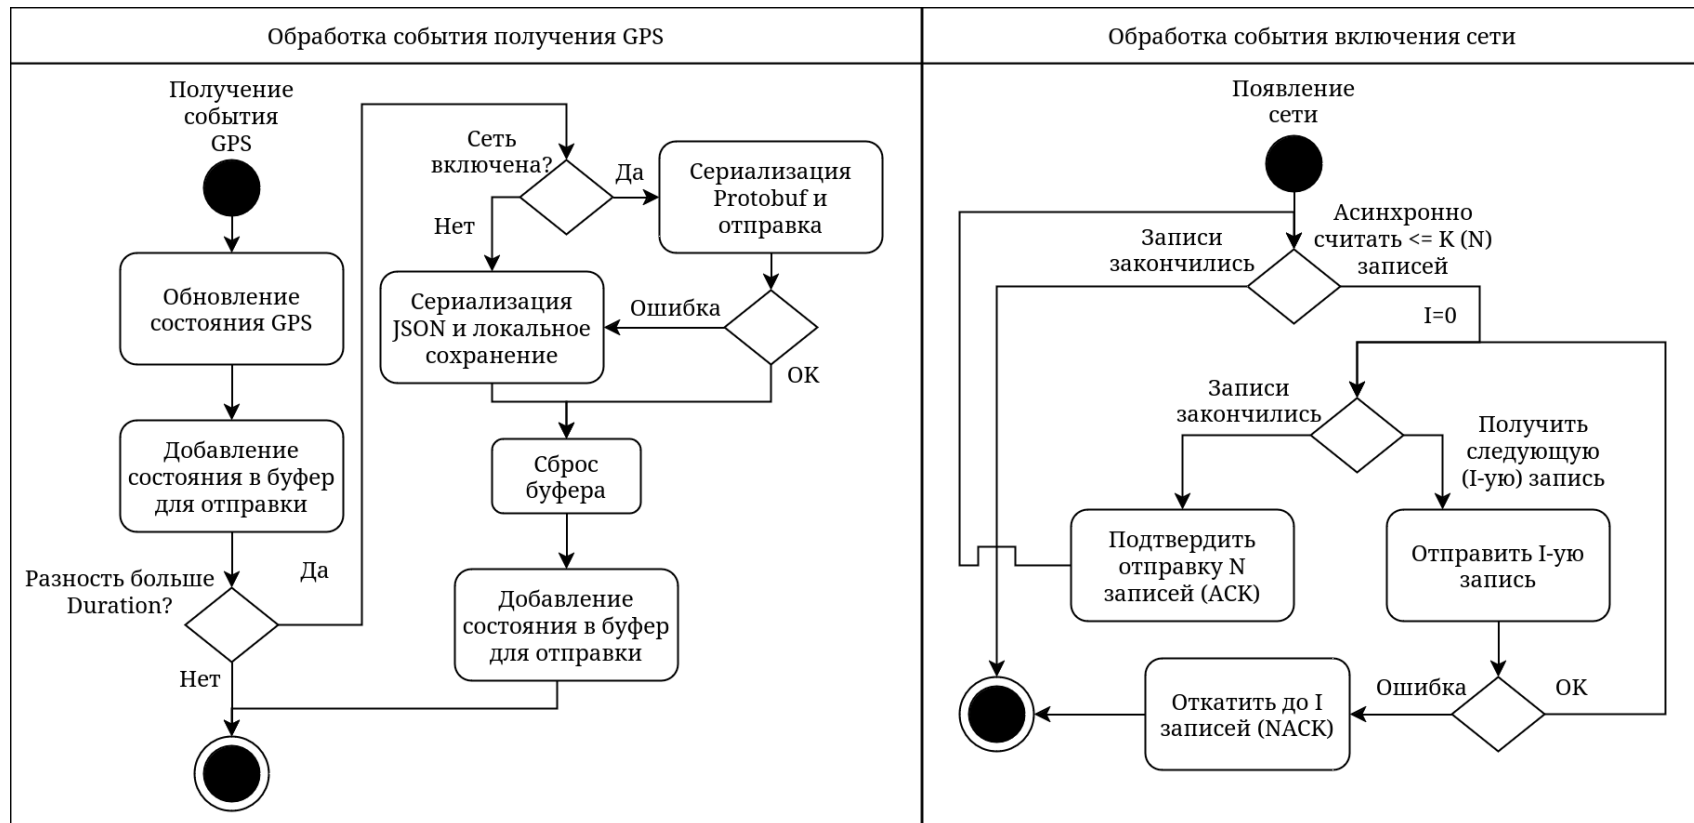 Обработка события получения GPS
Обработка события включения сети
Получение
события
GPS
Обновление
состояния GPS
Добавление
состояния в буфер
для отправки
Разность больше
Duration?
Да
Нет
Сеть
включена?
Да
Нет
Сериализация
Protobuf и
отправка
Сериализация
JSON и локальное
сохранение
Ошибка
OK
Сброс
буфера
Добавление
состояния в буфер
для отправки
Появление
сети
Асинхронно
считать <= K (N)
записей
Записи
закончились
I=0
Записи
закончились
Получить
следующую
(I-ую) запись
Подтвердить
отправку N
записей (ACK)
Отправить I-ую
запись
Откатить до I
записей (NACK)
Ошибка
OK